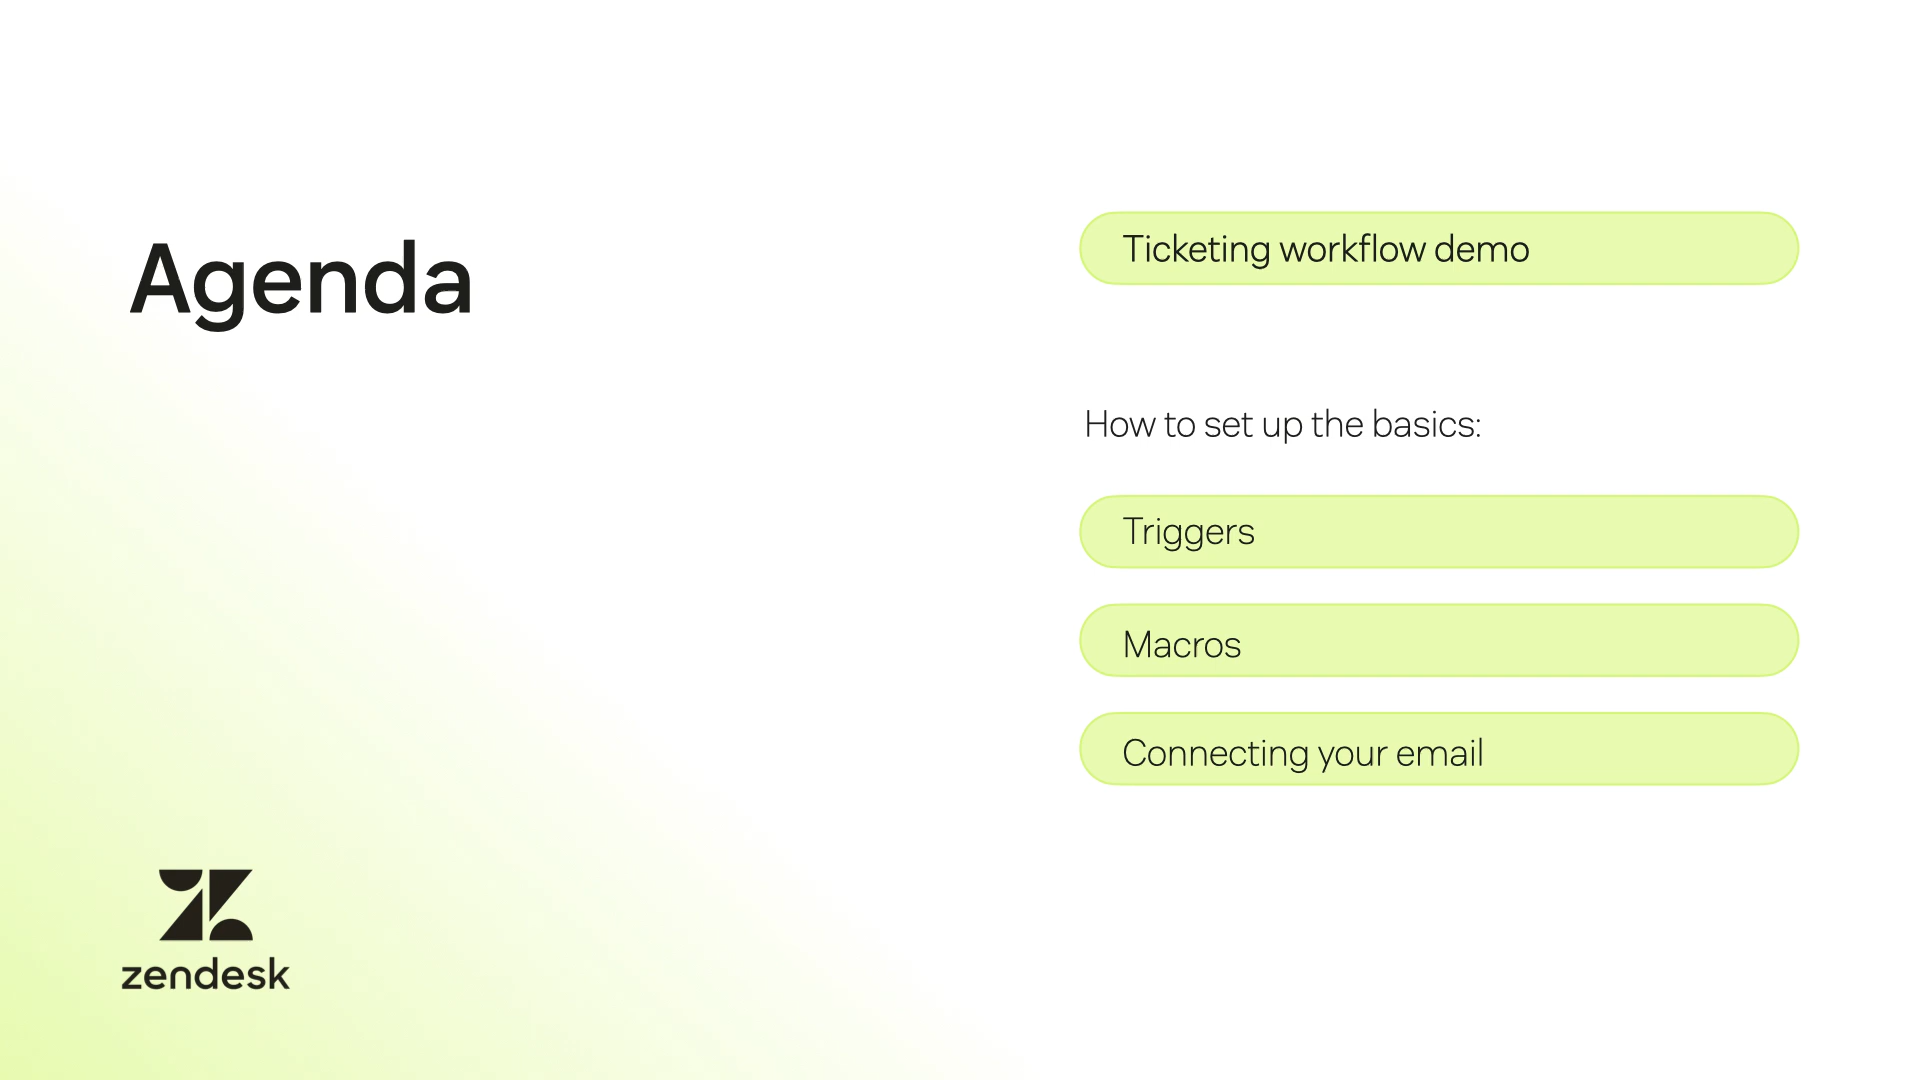 Agenda
Ticketing workflow demo
How to set up the basics:
Triggers
Macros
Connecting your email
zendesk